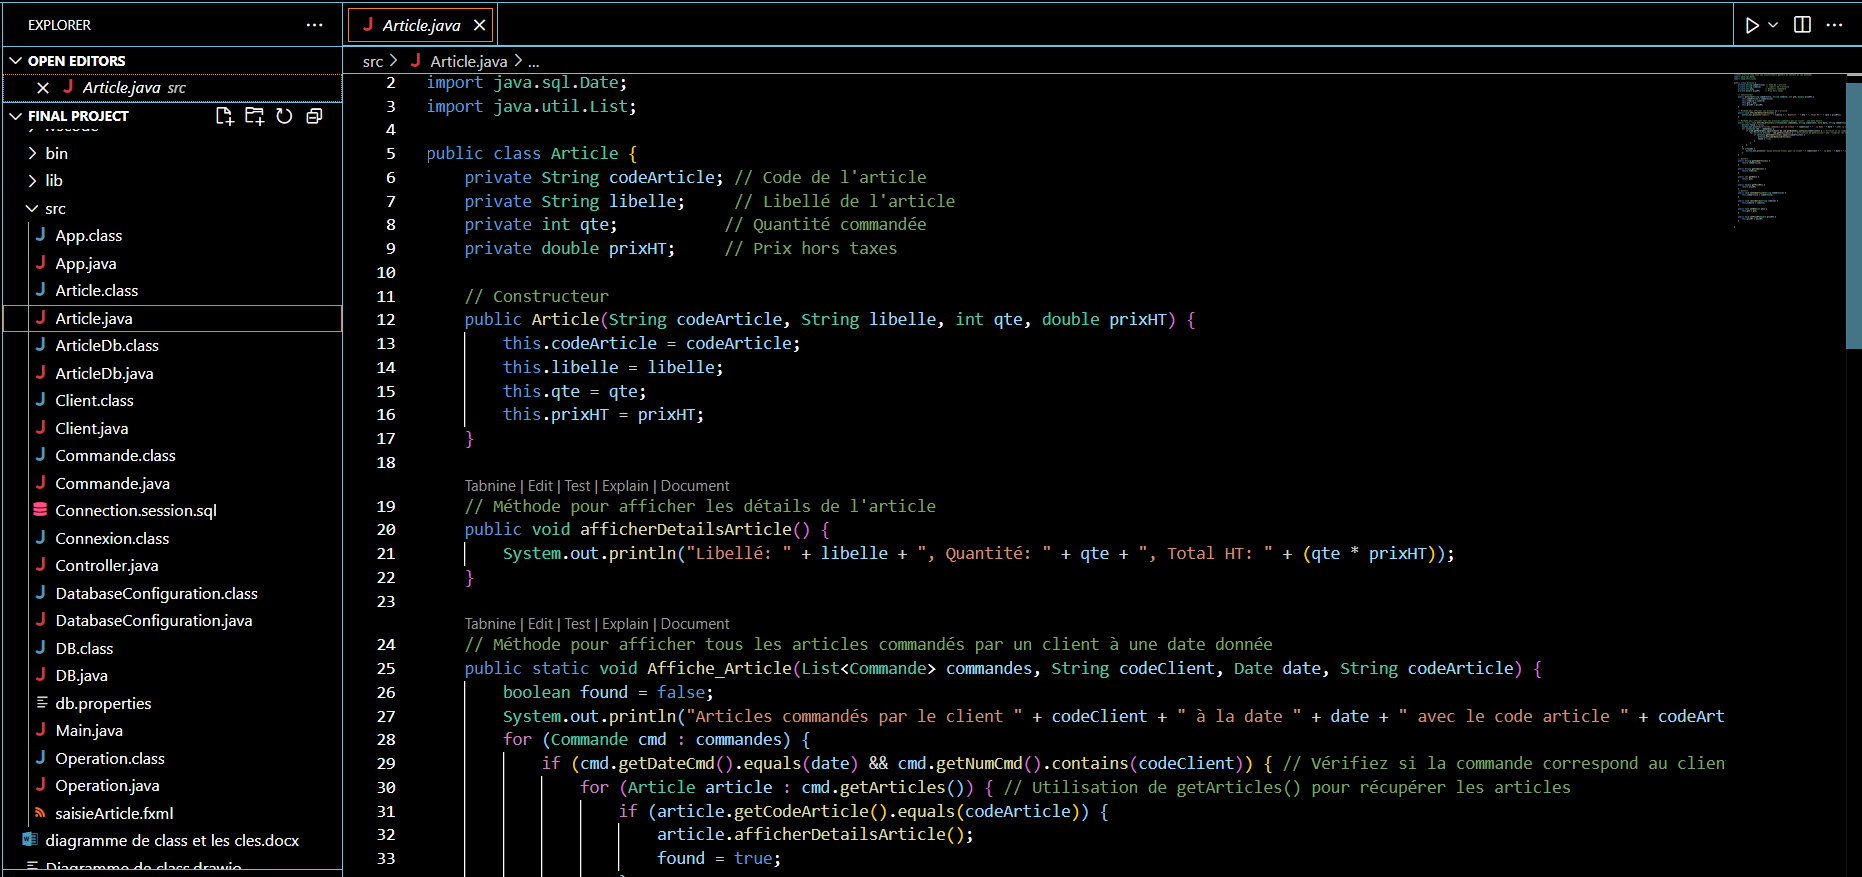 EXPLORER
OPEN EDITORS
Article.java src
FINAL PROJECT
.vscode
bin
lib
src
App.class
App.java
Article.class
Article.java
ArticleDb.class
ArticleDb.java
Client.class
Client.java
Commande.class
Commande.java
Connection.session.sql
Connexion.class
Controller.java
DatabaseConfiguration.class
DatabaseConfiguration.java
DB.class
DB.java
db.properties
Main.java
Operation.class
Operation.java
saisieArticle.fxml
diagramme de class et les cles.docx
Diagramme de class.drawio
Article.java
src > Article.java > ...
2 import java.sql.Date;
3 import java.util.List;
4
5 public class Article {
6 private String codeArticle; // Code de l'article
7 private String libelle; // Libellé de l'article
8 private int qte; // Quantité commandée
9 private double prixHT; // Prix hors taxes
10
11 // Constructeur
12 public Article(String codeArticle, String libelle, int qte, double prixHT) {
13 this.codeArticle = codeArticle;
14 this.libelle = libelle;
15 this.qte = qte;
16 this.prixHT = prixHT;
17 }
18
Tabnine | Edit | Test | Explain | Document
19 // Méthode pour afficher les détails de l'article
20 public void afficherDetailsArticle() {
21 System.out.println("Libellé: " + libelle + ", Quantité: " + qte + ", Total HT: " + (qte * prixHT));
22 }
23
Tabnine | Edit | Test | Explain | Document
24 // Méthode pour afficher tous les articles commandés par un client à une date donnée
25 public static void Affiche_Article(List<Commande> commandes, String codeClient, Date date, String codeArticle) {
26 boolean found = false;
27 System.out.println("Articles commandés par le client " + codeClient + " à la date " + date + " avec le code article " + codeArt
28 for (Commande cmd : commandes) {
29 if (cmd.getDateCmd().equals(date) && cmd.getNumCmd().contains(codeClient)) { // Vérifiez si la commande correspond au clien
30 for (Article article : cmd.getArticles()) { // Utilisation de getArticles() pour récupérer les articles
31 if (article.getCodeArticle().equals(codeArticle)) {
32 article.afficherDetailsArticle();
33 found = true;